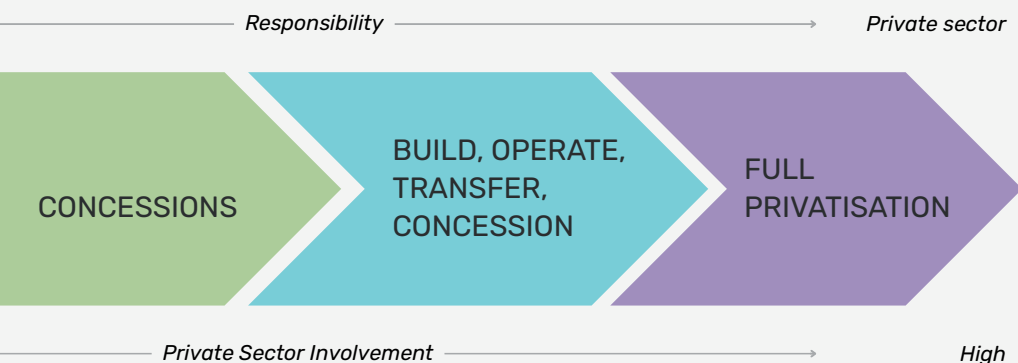 Responsibility Private sector
CONCESSIONS
BUILD, OPERATE,
TRANSFER,
CONCESSION
FULL
PRIVATISATION
Private Sector Involvement High